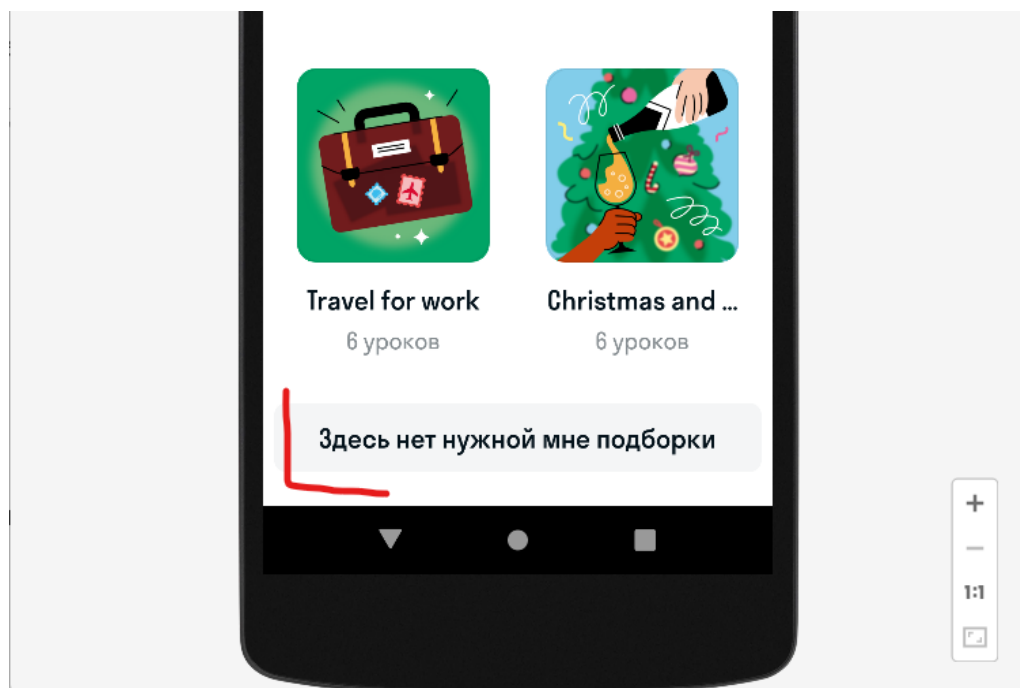 Travel for work
Christmas and ...
6 уроков
6 уроков
Здесь нет нужной мне подборки
1:1